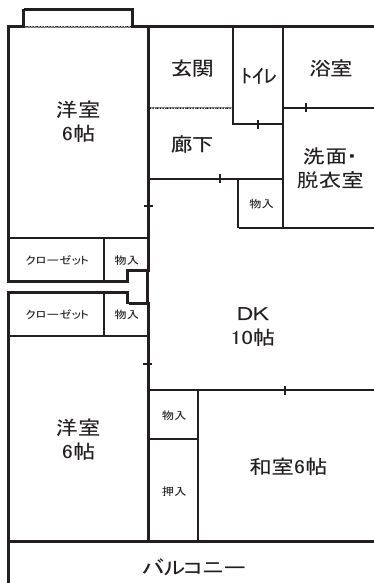 玄関
トイレ
浴室
洋室
6帖
廊下
洗面・
脱衣室
物入
クローゼット
物入
クローゼット
物入
DK
10帖
物入
洋室
6帖
和室6帖
押入
バルコニー